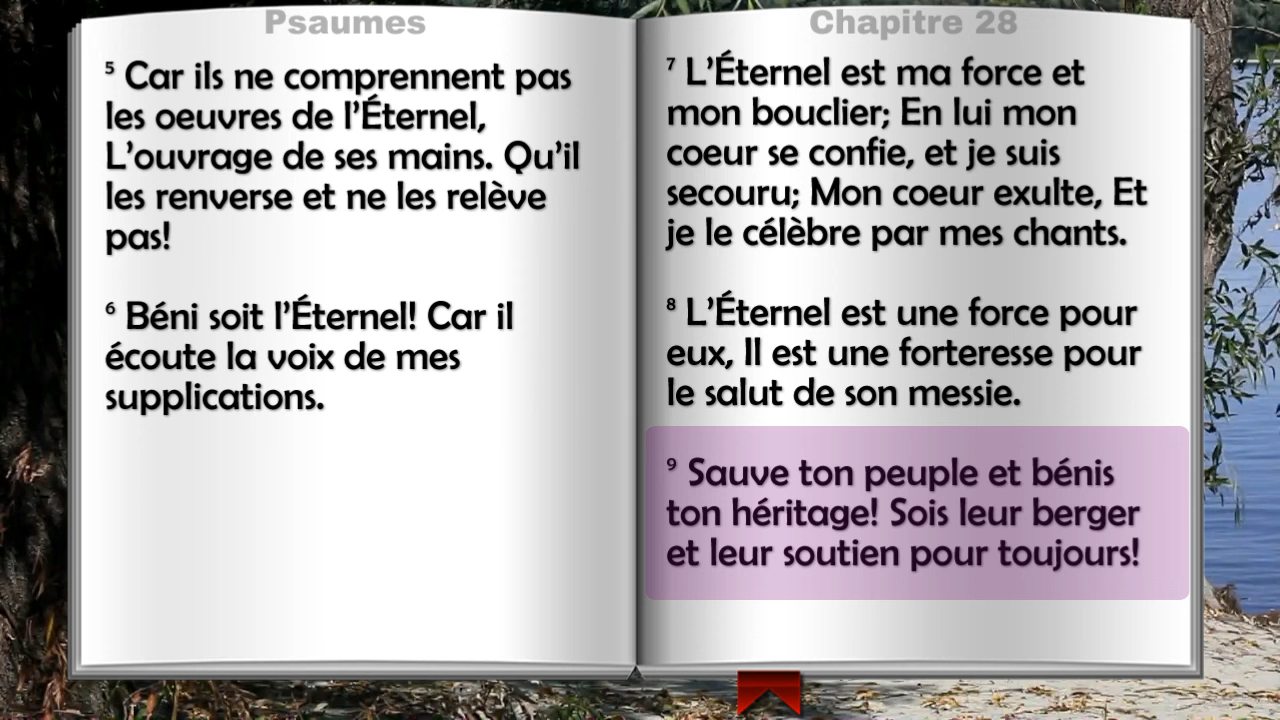 Psaumes
⁵ Car ils ne comprennent pas
les oeuvres de l’Éternel,
L’ouvrage de ses mains. Qu’il
les renverse et ne les relève
pas!
⁶ Béni soit l’Éternel! Car il
écoute la voix de mes
supplications.
Chapitre 28
⁷ L’Éternel est ma force et
mon bouclier; En lui mon
coeur se confie, et je suis
secouru; Mon coeur exulte, Et
je le célèbre par mes chants.
⁸ L’Éternel est une force pour
eux, Il est une forteresse pour
le salut de son messie.
⁹ Sauve ton peuple et bénis
ton héritage! Sois leur berger
et leur soutien pour toujours!